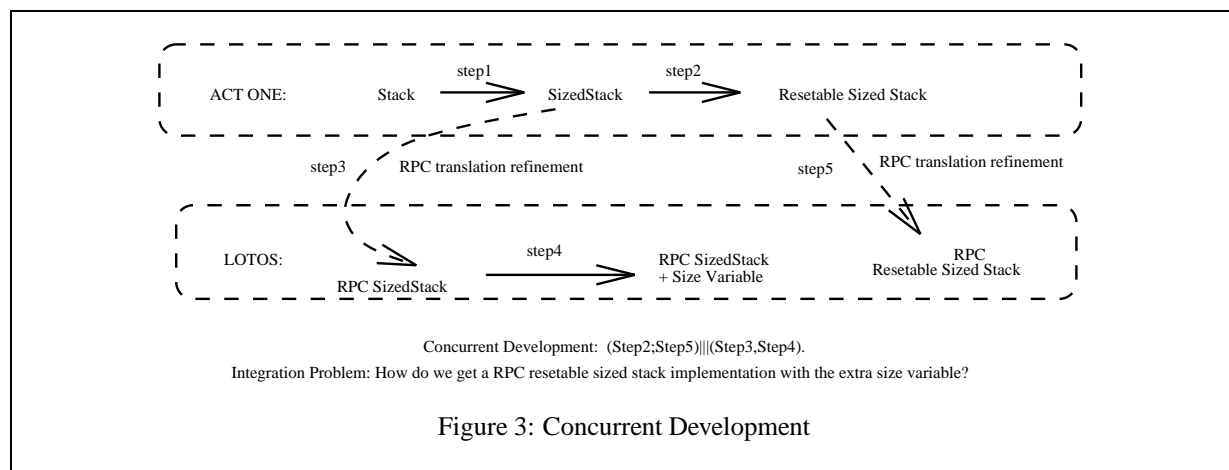 step1
step2
ACT ONE:
Stack
SizedStack
Resetable Sized Stack
step3
RPC translation refinement
RPC translation refinement
step5
LOTOS:
step4
RPC SizedStack
RPC SizedStack
+ Size Variable
RPC
Resetable Sized Stack
Concurrent Development: (Step2;Step5)|||(Step3,Step4).
Integration Problem: How do we get a RPC resetable sized stack implementation with the extra size variable?
Figure 3: Concurrent Development